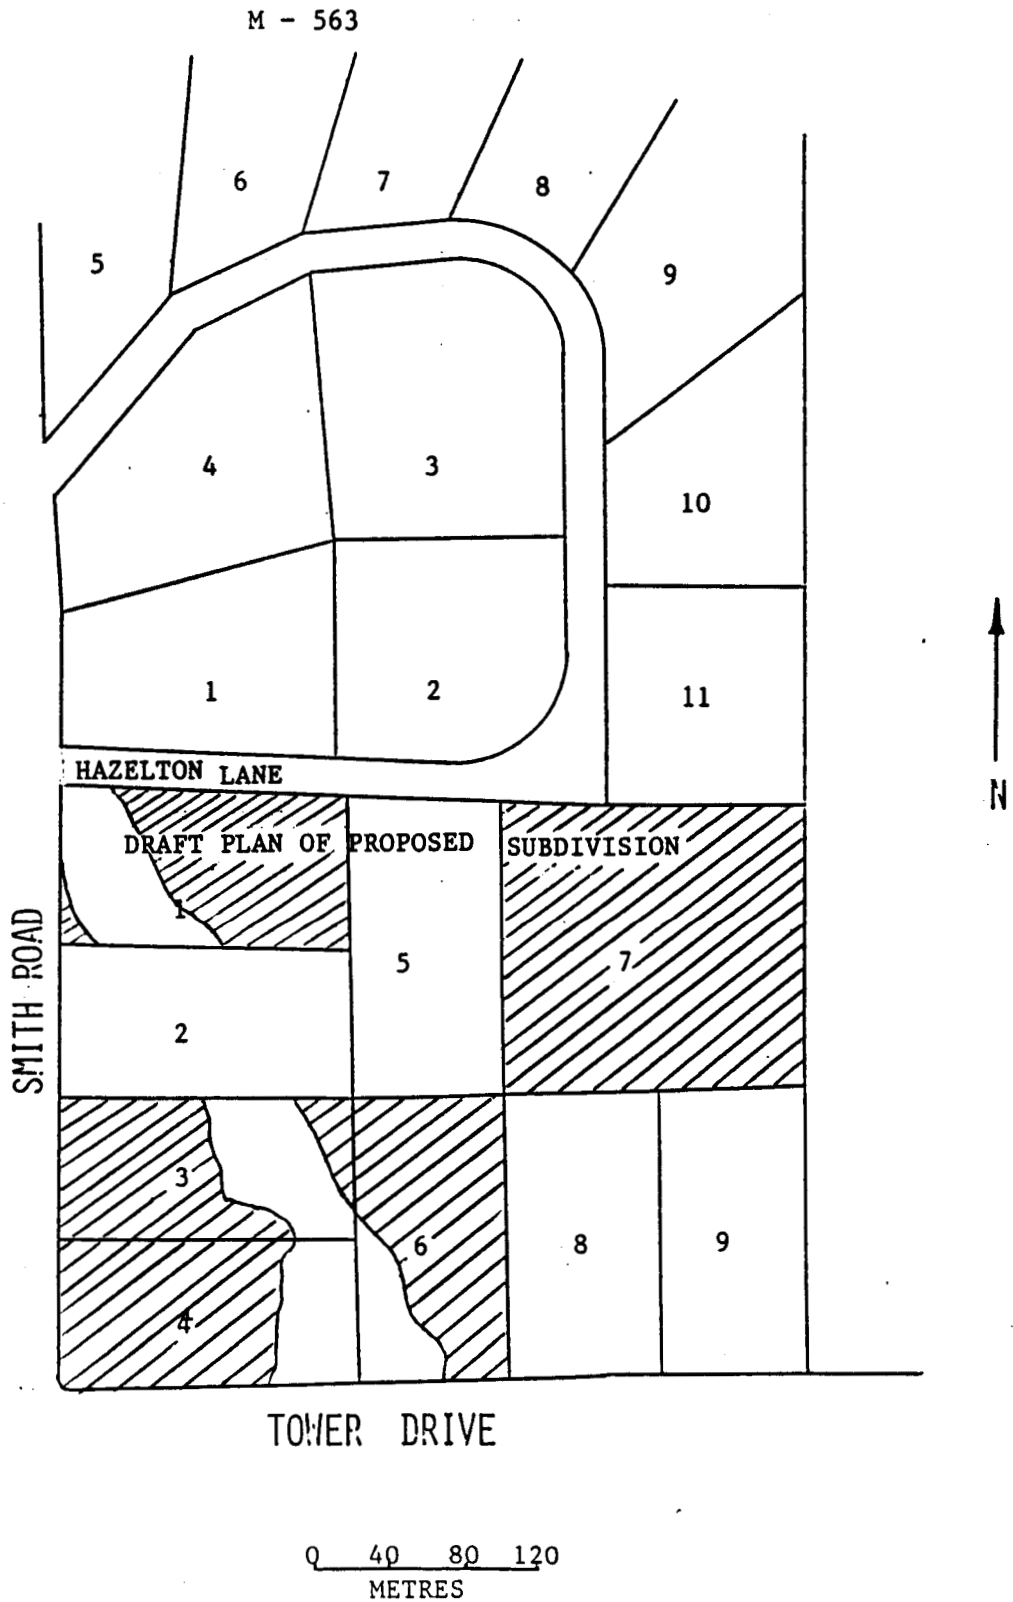 M - 563
6
7
8
5
9
4
3
10
1
2
11
HAZELTON LANE
DRAFT PLAN OF PROPOSED SUBDIVISION
1
5
7
2
SMITH ROAD
N
3
6
8
9
4
TOWER DRIVE
0 40 80 120
METRES